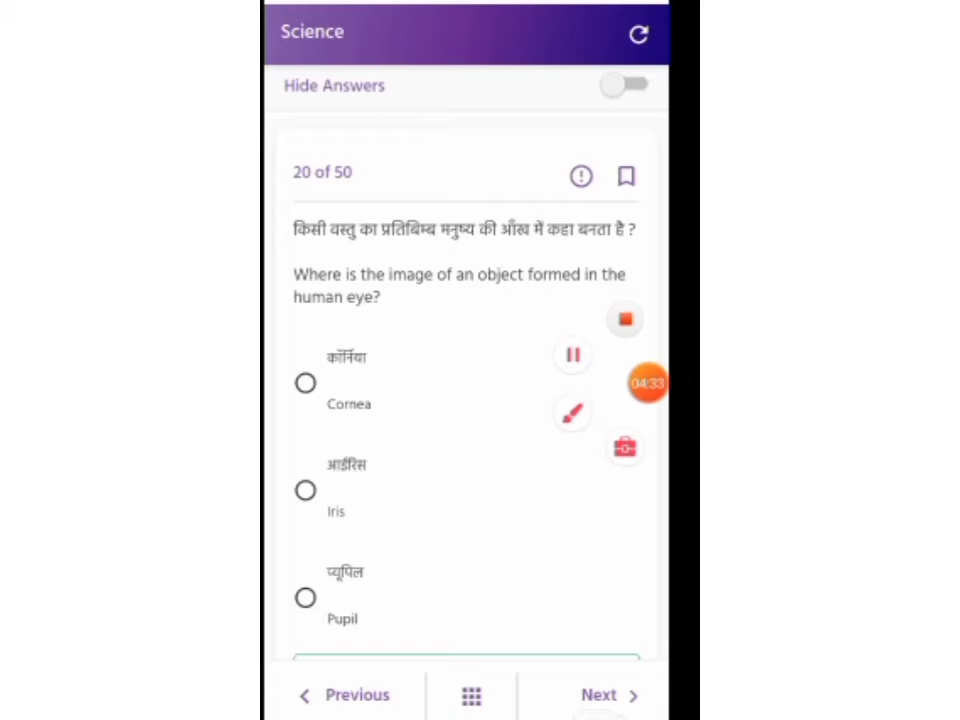 Science
Hide Answers
20 of 50
किसी वस्तु का प्रतिबिम्ब मनुष्य की आँख में कहा बनता है ?
Where is the image of an object formed in the
human eye?
कॉर्निया
Cornea
04:33
आईरिस
Iris
प्यूपिल
Pupil
Previous
Next